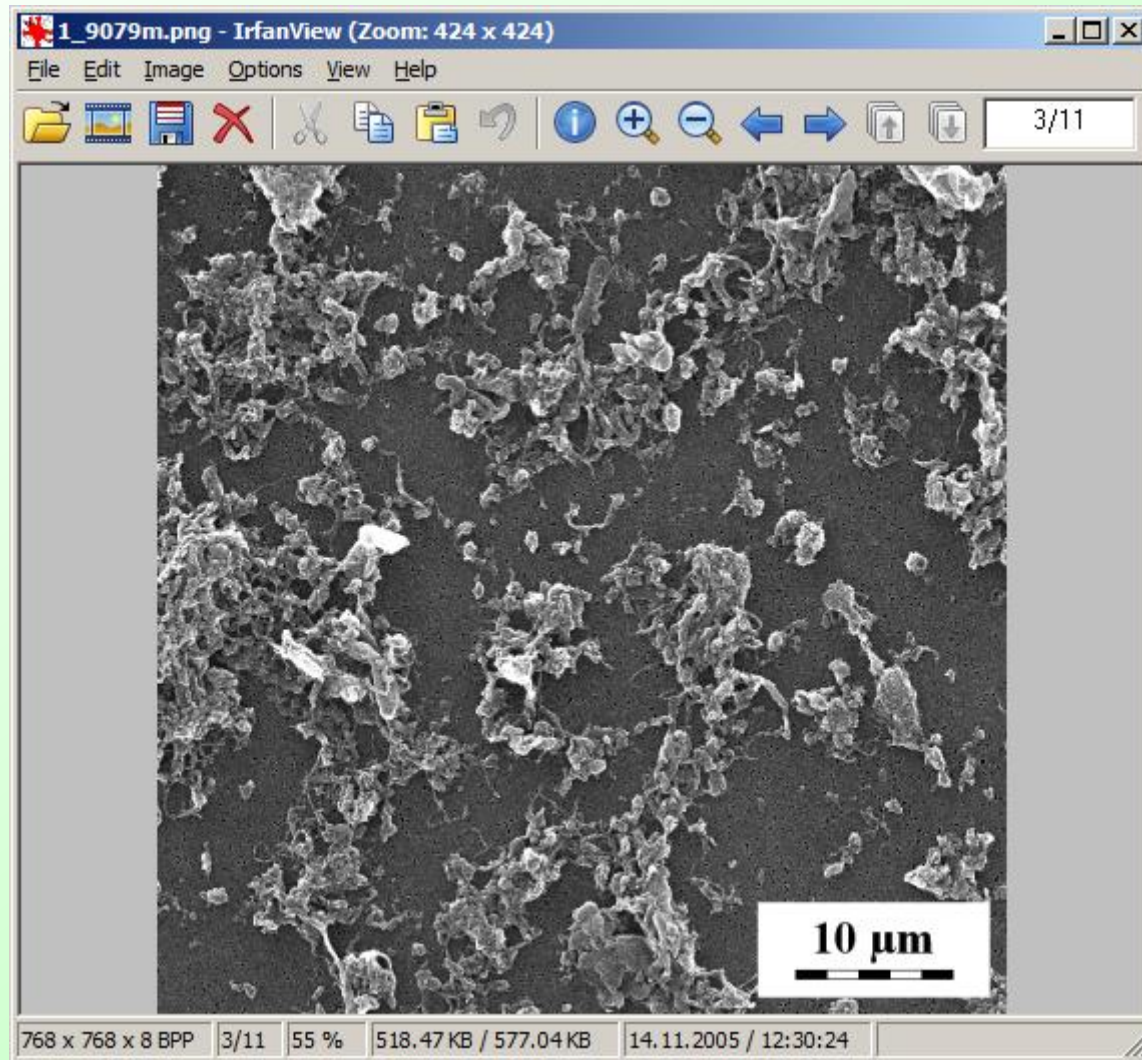 1_9079m.png - IrfanView (Zoom: 424 x 424)
File Edit Image Options View Help
3/11
10 µm
768 x 768 x 8 BPP 3/11 55 % 518.47 KB / 577.04 KB 14.11.2005 / 12:30:24